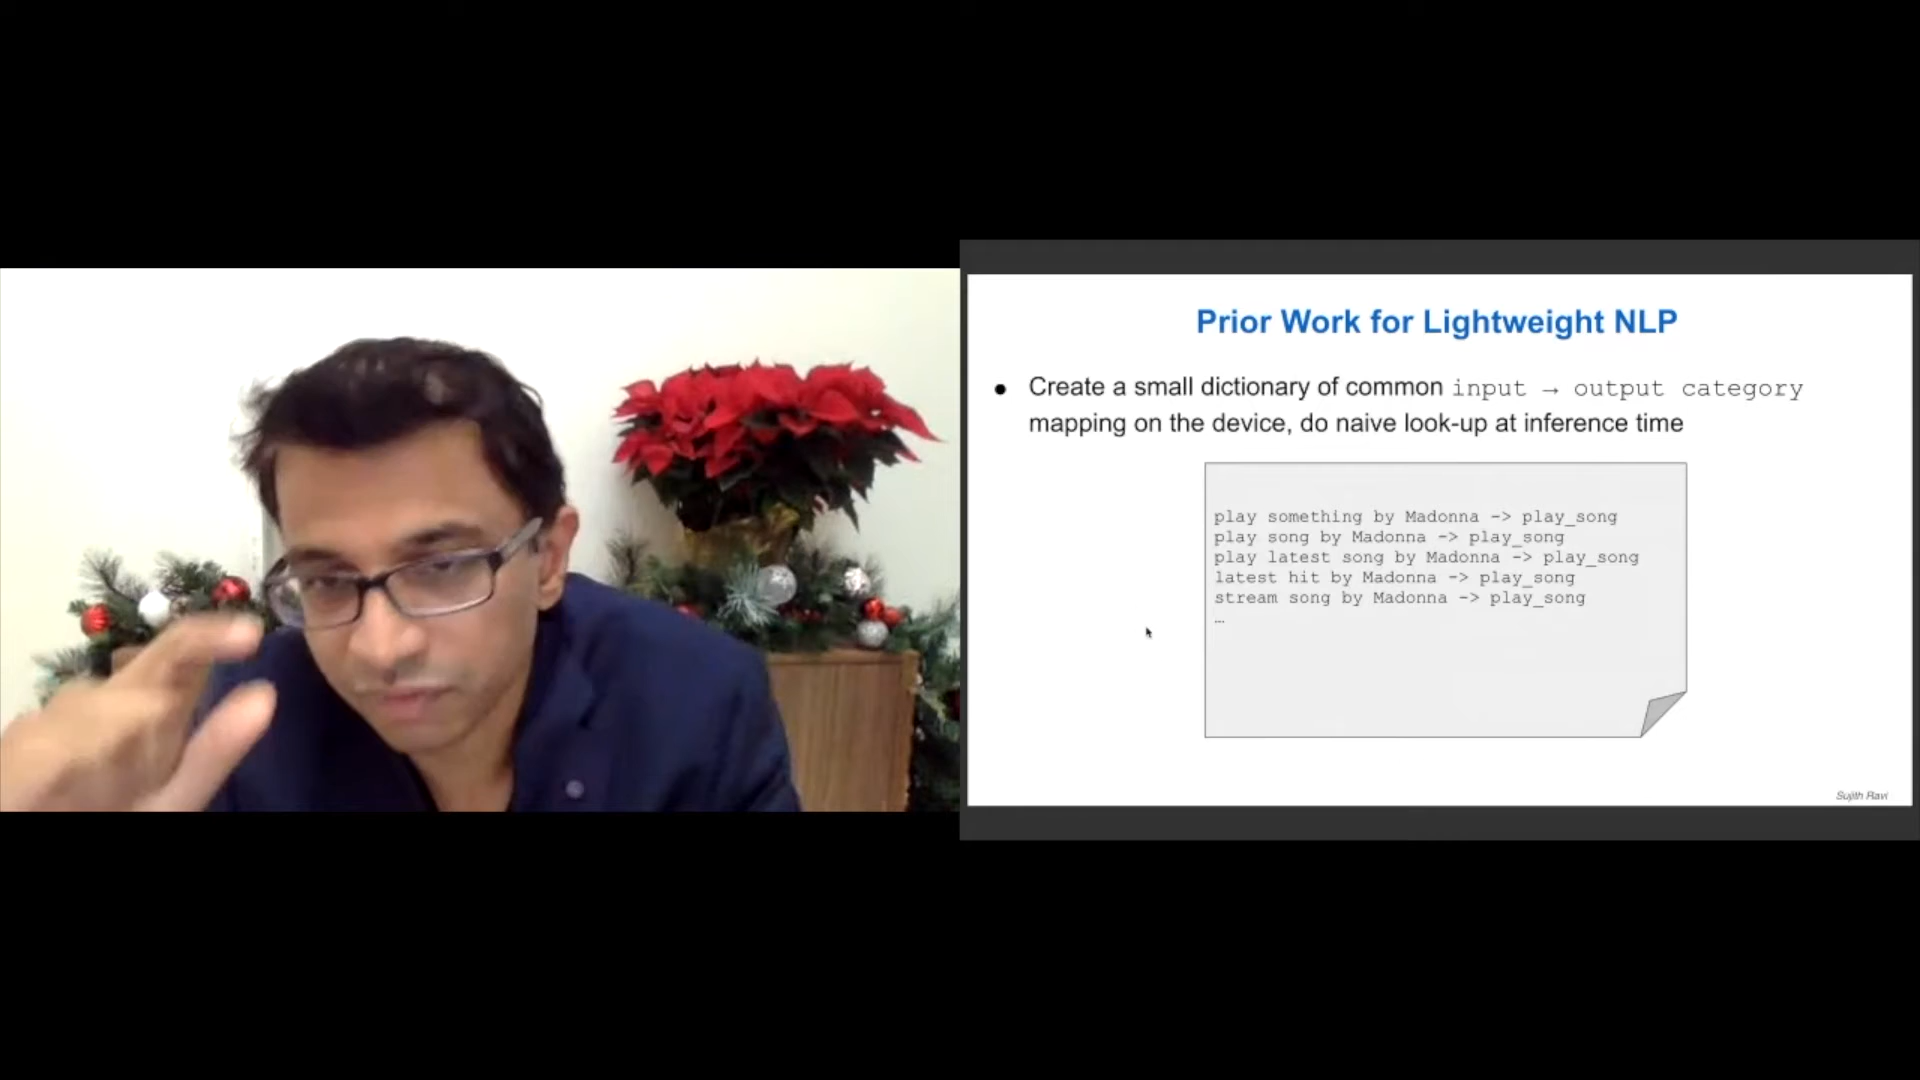 Prior Work for Lightweight NLP
● Create a small dictionary of common input → output category
mapping on the device, do naive look-up at inference time
play something by Madonna -> play_song
play song by Madonna -> play_song
play latest song by Madonna -> play_song
latest hit by Madonna -> play_song
stream song by Madonna -> play_song
…
Sujith Ravi